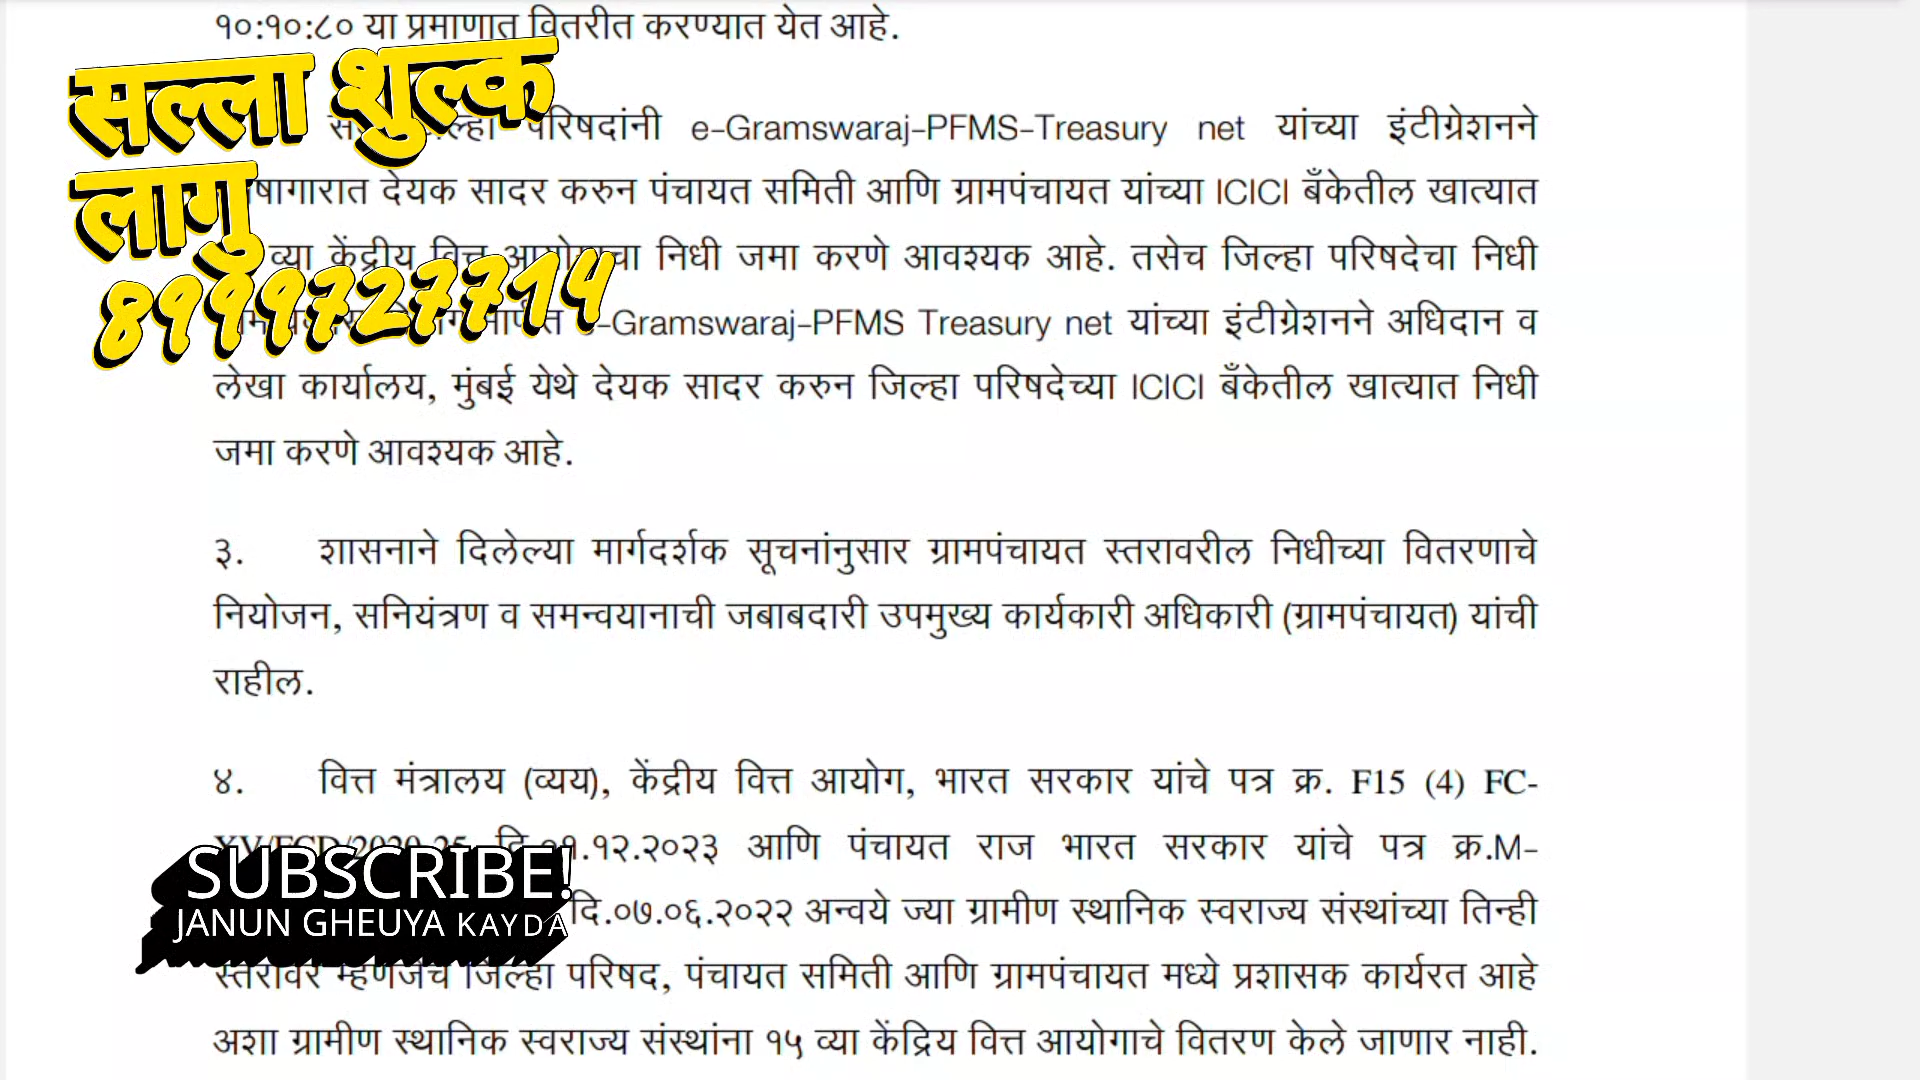 १०:१०:८० या प्रमाणात वितरीत करण्यात येत आहे.
सल्ला शुल्क
लागु
8999727714
परिषदांनी e-Gramswaraj-PFMS-Treasury net यांच्या इंटीग्रेशनने
देयक सादर करुन पंचायत समिती आणि ग्रामपंचायत यांच्या ICICI बँकेतील खात्यात
व्या केंद्रीय वित्त निधी जमा करणे आवश्यक आहे. तसेच जिल्हा परिषदेचा निधी
e-Gramswaraj-PFMS Treasury net यांच्या इंटीग्रेशनने अधिदान व
लेखा कार्यालय, मुंबई येथे देयक सादर करुन जिल्हा परिषदेच्या ICICI बँकेतील खात्यात निधी
जमा करणे आवश्यक आहे.
३. शासनाने दिलेल्या मार्गदर्शक सूचनांनुसार ग्रामपंचायत स्तरावरील निधीच्या वितरणाचे
नियोजन, सनियंत्रण व समन्वयानाची जबाबदारी उपमुख्य कार्यकारी अधिकारी (ग्रामपंचायत) यांची
राहील.
४. वित्त मंत्रालय (व्यय), केंद्रीय वित्त आयोग, भारत सरकार यांचे पत्र क्र. F15 (4) FC-
आणि पंचायत राज भारत सरकार यांचे पत्र क्र.M-
SUBSCRIBE!
JANUN GHEUYA KAYDA
दि.०७.०६.२०२२ अन्वये ज्या ग्रामीण स्थानिक स्वराज्य संस्थांच्या तिन्ही
स्तरावर म्हणजेच जिल्हा परिषद, पंचायत समिती आणि ग्रामपंचायत मध्ये प्रशासक कार्यरत आहे
अशा ग्रामीण स्थानिक स्वराज्य संस्थांना १५ व्या केंद्रिय वित्त आयोगाचे वितरण केले जाणार नाही.